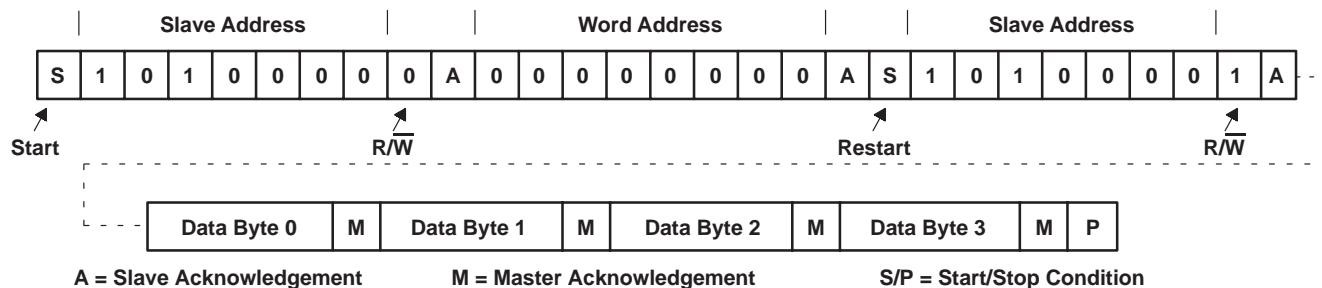 Slave Address Word Address Slave Address
S 1 0 1 0 0 0 0 0 A 0 0 0 0 0 0 0 0 A S 1 0 1 0 0 0 0 1 A
Start R/W̅ Restart R/W̅
Data Byte 0 M Data Byte 1 M Data Byte 2 M Data Byte 3 M P
A = Slave Acknowledgement M = Master Acknowledgement S/P = Start/Stop Condition